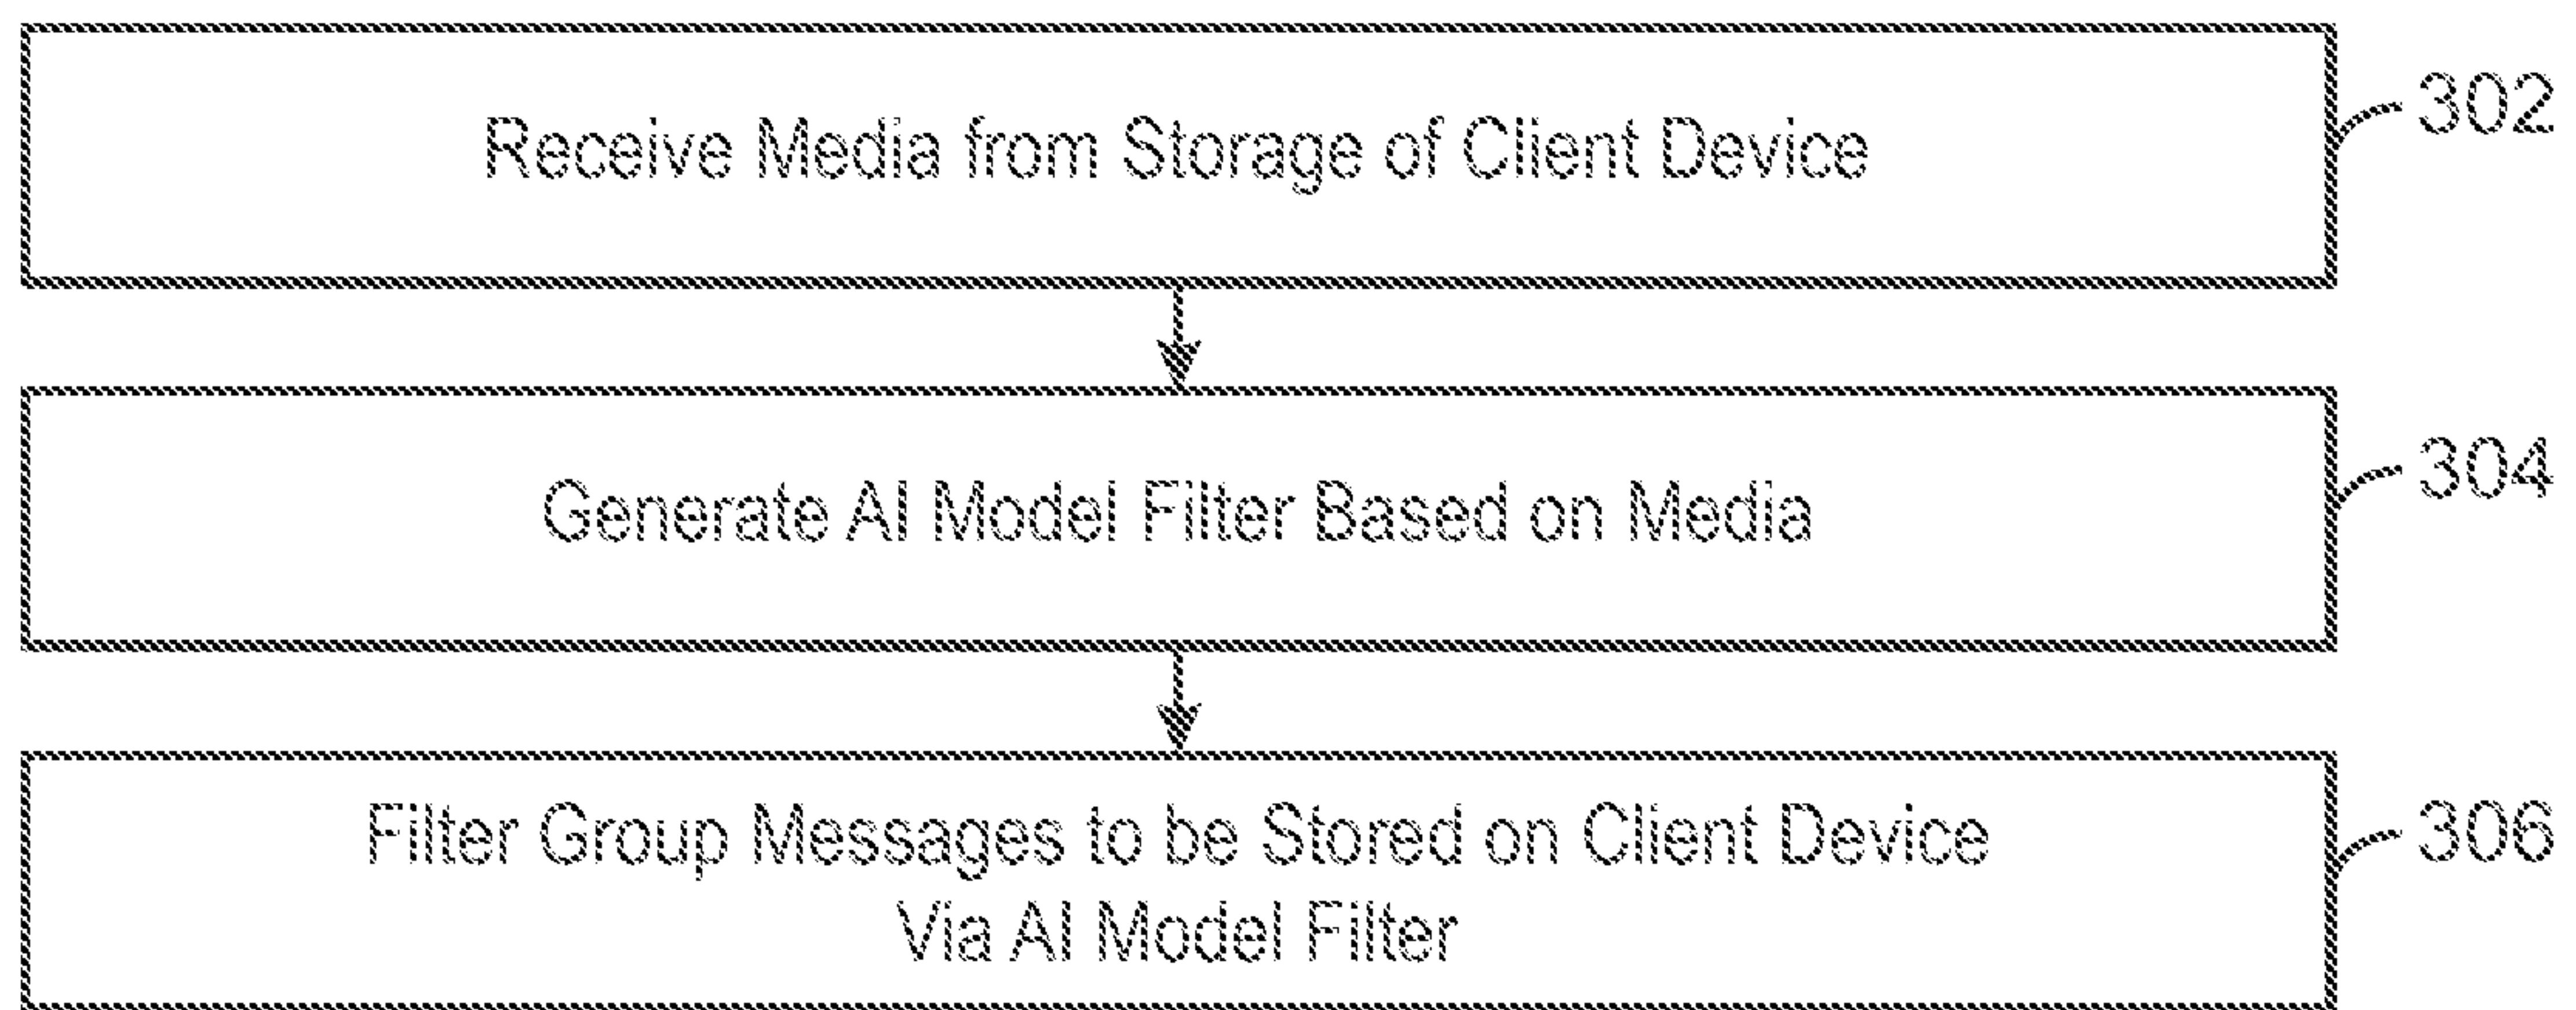 Receive Media from Storage of Client Device
302
Generate AI Model Filter Based on Media
304
Filter Group Messages to be Stored on Client Device
Via AI Model Filter
306